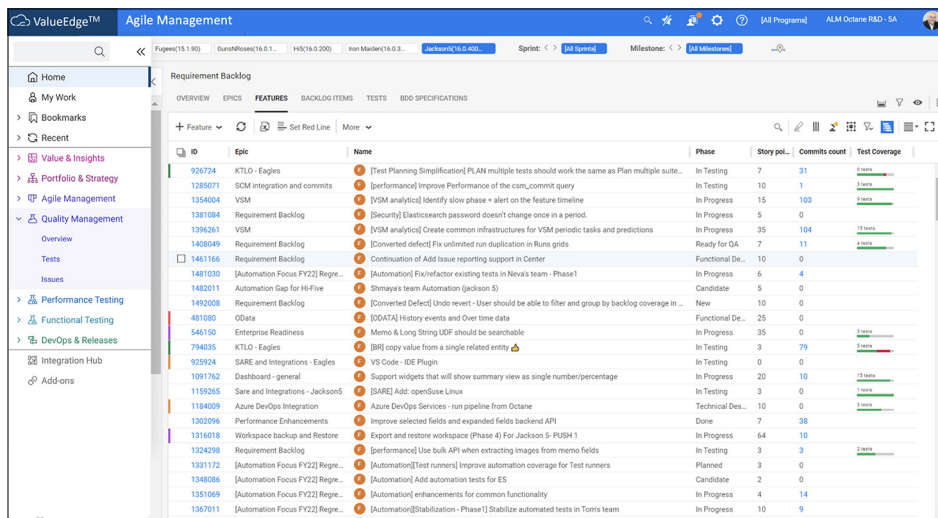 ValueEdge™ Agile Management [All Programs] ALM Octane R&D - 5A
Fugees(15.1.90) GunsNRoses(16.0.1... Hi5(16.0.200) Iron Maiden(16.0.3... Jackson5(16.0.400... Sprint: < > [All Sprints] Milestone: < > [All Milestones]
Home
My Work
Bookmarks
Recent
Value & Insights
Portfolio & Strategy
Agile Management
Quality Management
Overview
Tests
Issues
Performance Testing
Functional Testing
DevOps & Releases
Integration Hub
Add-ons
Requirement Backlog
OVERVIEW EPICS FEATURES BACKLOG ITEMS TESTS BDD SPECIFICATIONS
+ Feature Set Red Line More
ID Epic Name Phase Story poi... Commits count Test Coverage
926724 KTLO - Eagles F [Test Planning Simplification] PLAN multiple tests should work the same as Plan multiple suite... In Testing 7 31 6 tests
1285071 SCM integration and commits F [performance] Improve Performance of the csm_commit query In Testing 10 1 3 tests
1354004 VSM F [VSM analytics] Identify slow phase + alert on the feature timeline In Progress 15 103 9 tests
1381084 Requirement Backlog F [Security] Elasticsearch password doesn't change once in a period. In Progress 5 0
1396261 VSM F [VSM analytics] Create common infrastructures for VSM periodic tasks and predictions In Progress 35 104 15 tests
1408049 Requirement Backlog F [Converted defect] Fix unlimited run duplication in Runs grids Ready for QA 7 11 4 tests
1461166 Requirement Backlog F Continuation of Add Issue reporting support in Center Functional De... 10 0
1481030 [Automation Focus FY22] Regre... F [Automation] Fix/refactor existing tests in Neva's team - Phase1 In Progress 6 4
1482011 Automation Gap for Hi-Five F Shmaya's team Automation (jackson 5) Candidate 5 0
1492008 Requirement Backlog F [Converted Defect] Undo revert - User should be able to filter and group by backlog coverage in ... New 10 0
481080 OData F [ODATA] History events and Over time data Functional De... 25 0
546150 Enterprise Readiness F Memo & Long String UDF should be searchable In Progress 35 0 3 tests
794035 KTLO - Eagles F [BR] copy value from a single related entity 👍 In Testing 3 79 5 tests
925924 SARE and Integrations - Eagles F VS Code - IDE Plugin In Testing 0 0
1091762 Dashboard - general F Support widgets that will show summary view as single number/percentage In Testing 20 10 15 tests
1159265 Sare and Integrations - Jackson5 F [SARE] Add: openSuse Linux In Testing 3 0 1 tests
1184009 Azure DevOps Integration F Azure DevOps Services - run pipeline from Octane Technical Des... 10 0 3 tests
1302096 Performance Enhancements F Improve selected fields and expanded fields backend API Done 7 38
1316018 Workspace backup and Restore F Export and restore workspace (Phase 4) For Jackson 5- PUSH 1 In Progress 64 10
1324298 Requirement Backlog F [performance] Use bulk API when extracting images from memo fields In Testing 3 3 2 tests
1331172 [Automation Focus FY22] Regre... F [Automation][Test runners] Improve automation coverage for Test runners Planned 3 0
1348086 [Automation Focus FY22] Regre... F [Automation] Add automation tests for ES Candidate 2 0
1351069 [Automation Focus FY22] Regre... F [Automation] enhancements for common functionality In Progress 4 14
1367011 [Automation Focus FY22] Regre... F [Automation][Stabilization - Phase1] Stabilize automated tests in Tom's team In Progress 10 9